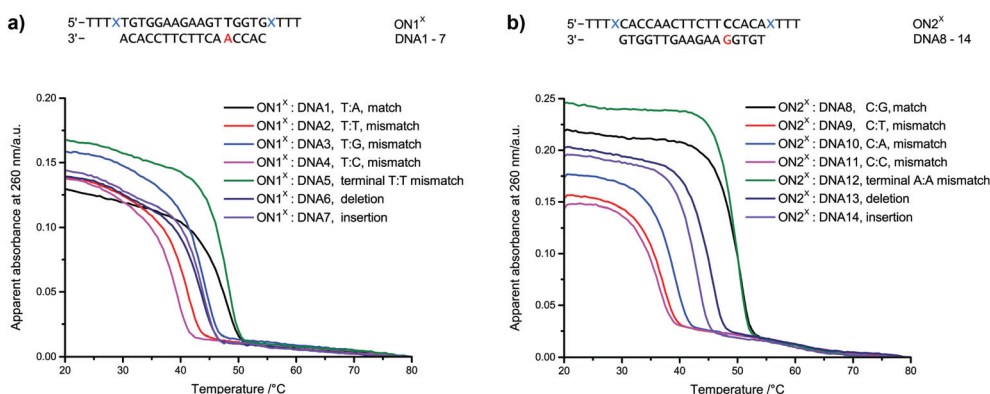 a)
5'- TTTXTGTGGAAGAAGTTGGTGXTTT ON1X
3'- ACACCTTCTTCAACCAC DNA1 - 7
0.20
0.15
0.10
0.05
0.00
Apparent absorbance at 260 nm/a.u.
20 30 40 50 60 70 80
Temperature /°C
ON1X : DNA1, T:A, match
ON1X : DNA2, T:T, mismatch
ON1X : DNA3, T:G, mismatch
ON1X : DNA4, T:C, mismatch
ON1X : DNA5, terminal T:T mismatch
ON1X : DNA6, deletion
ON1X : DNA7, insertion
b)
5'- TTTXCACCAACTTCTTCCACAXTTT ON2X
3'- GTGGTTGAAGAAGGTGT DNA8 - 14
0.25
0.20
0.15
0.10
0.05
0.00
Apparent absorbance at 260 nm/a.u.
20 30 40 50 60 70 80
Temperature /°C
ON2X : DNA8, C:G, match
ON2X : DNA9, C:T, mismatch
ON2X : DNA10, C:A, mismatch
ON2X : DNA11, C:C, mismatch
ON2X : DNA12, terminal A:A mismatch
ON2X : DNA13, deletion
ON2X : DNA14, insertion